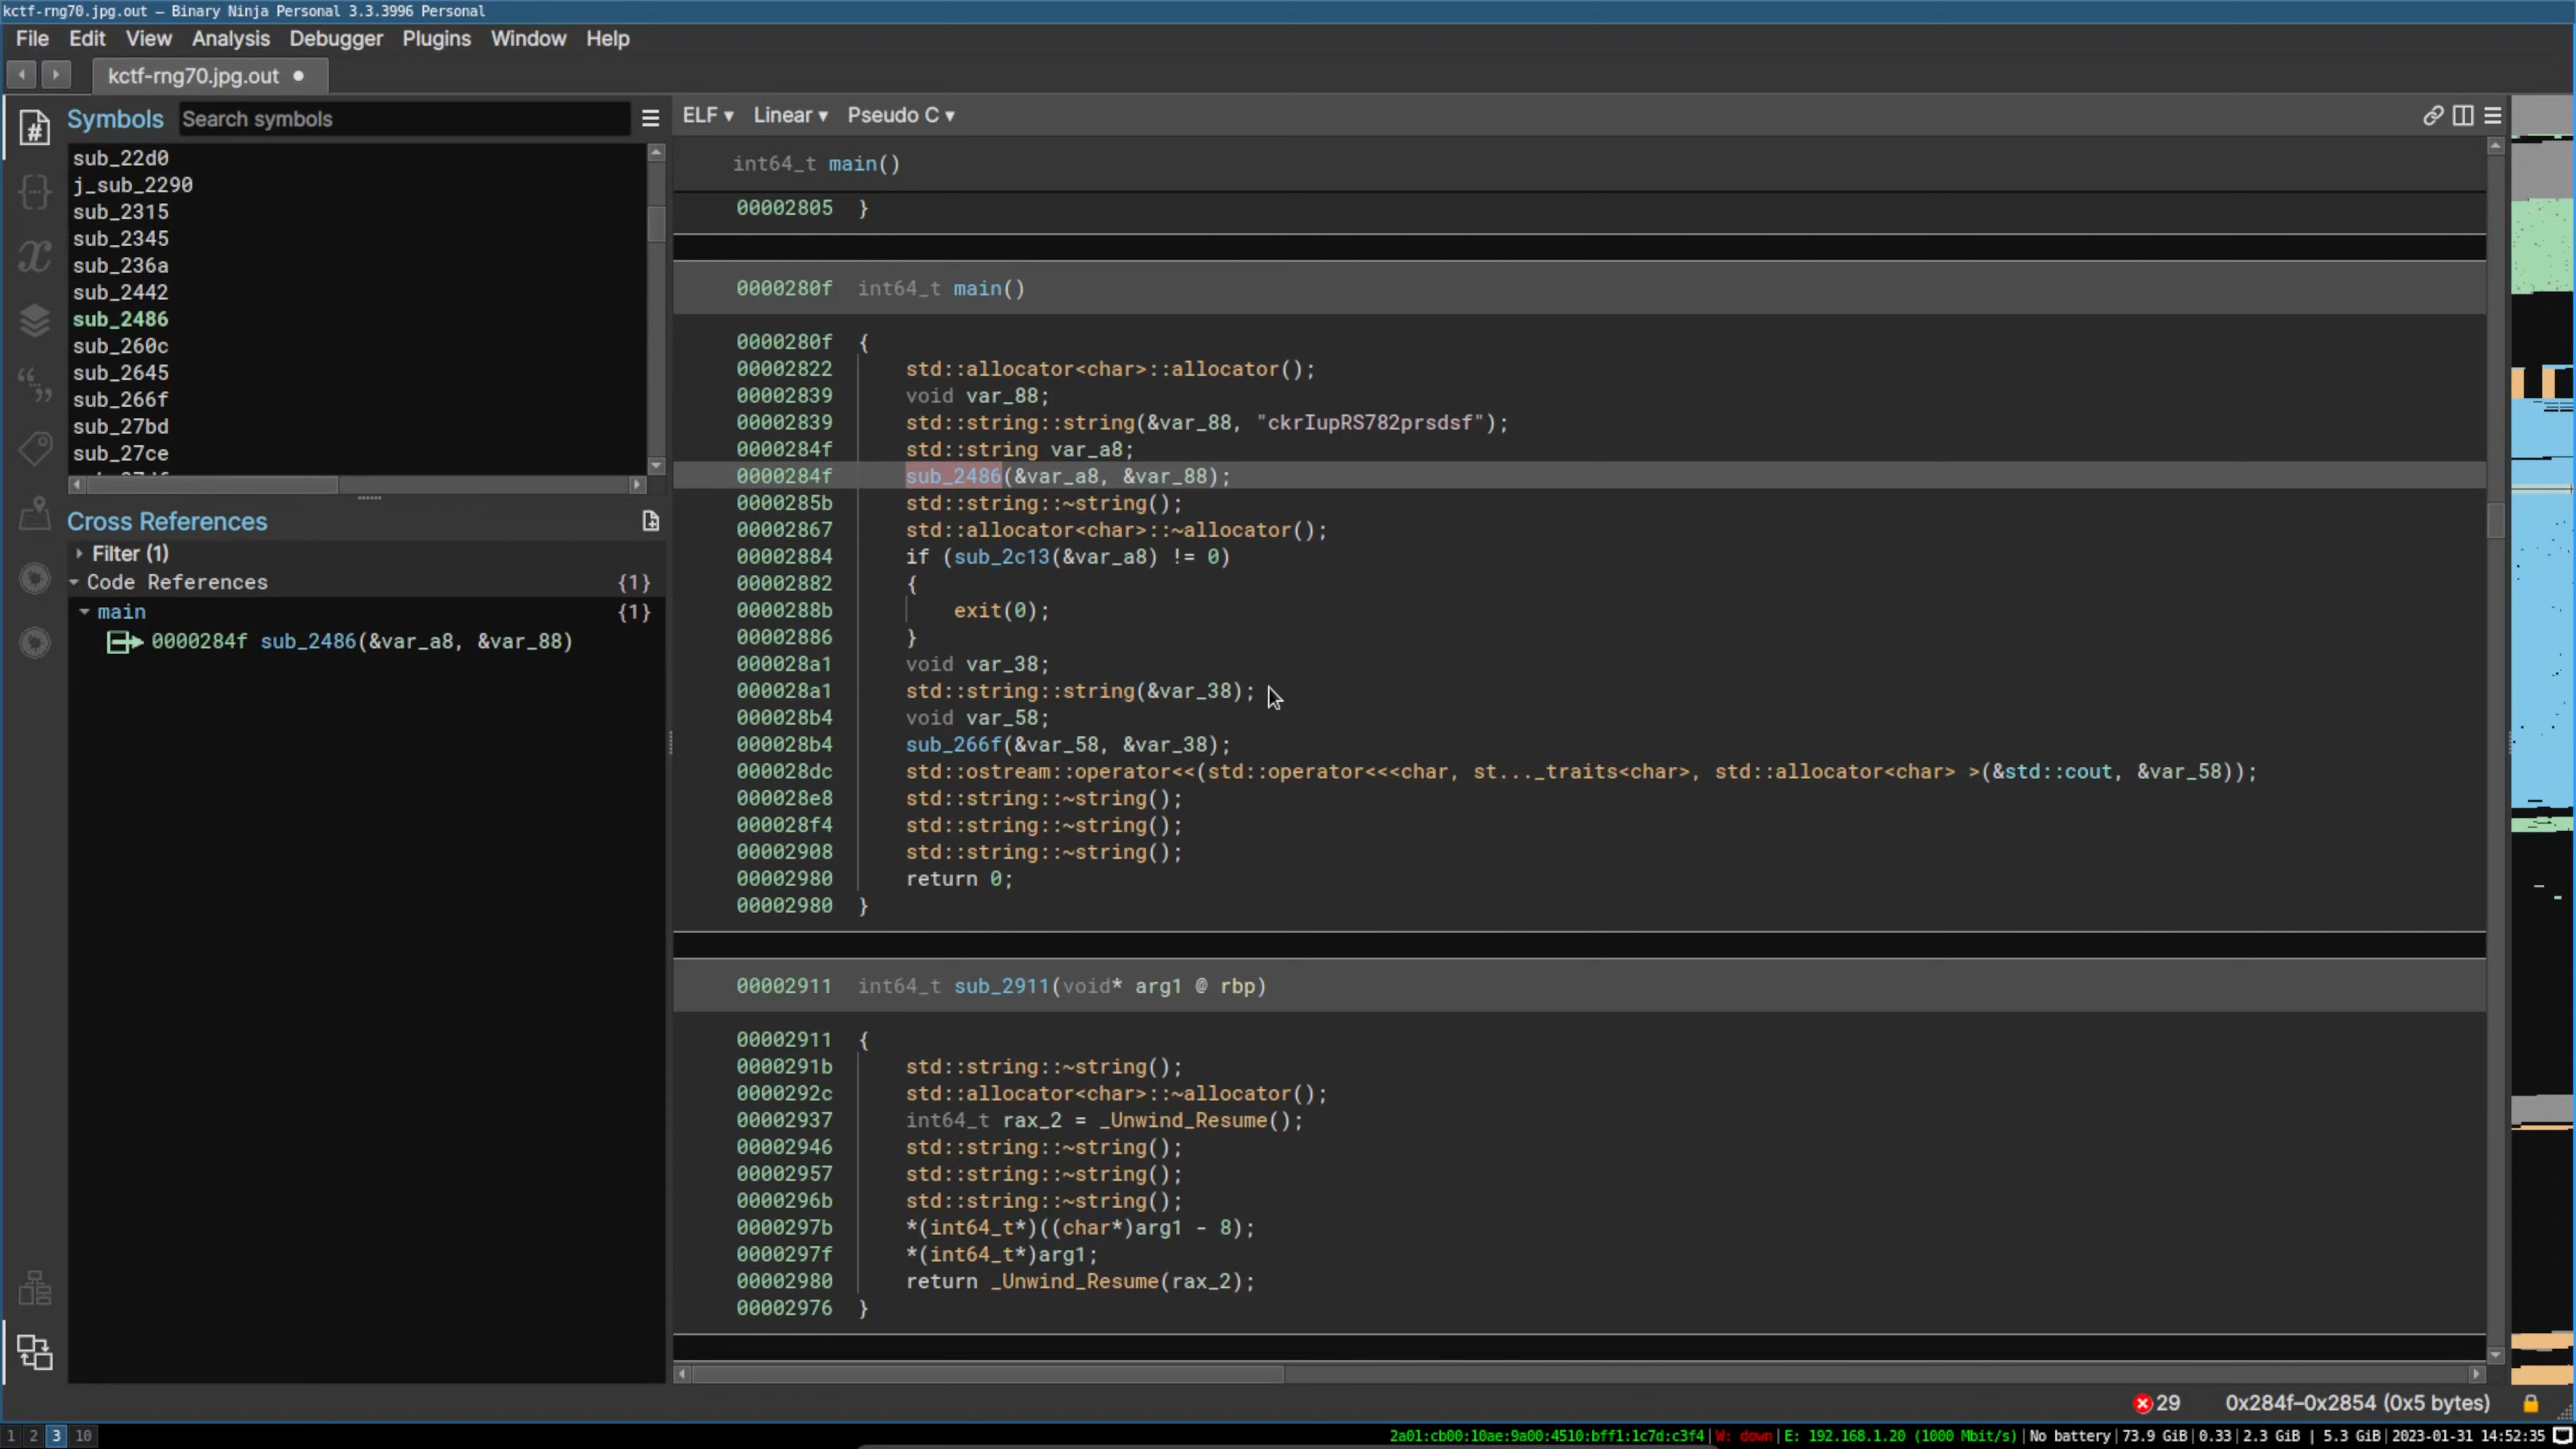 kctf-rng70.jpg.out — Binary Ninja Personal 3.3.3996 Personal
File Edit View Analysis Debugger Plugins Window Help
kctf-rng70.jpg.out
Symbols Search symbols
sub_22d0
j_sub_2290
sub_2315
sub_2345
sub_236a
sub_2442
sub_2486
sub_260c
sub_2645
sub_266f
sub_27bd
sub_27ce
Cross References
Filter (1)
Code References {1}
main {1}
0000284f sub_2486(&var_a8, &var_88)
ELF ▾ Linear ▾ Pseudo C ▾
int64_t main()
00002805 }
0000280f int64_t main()
0000280f {
00002822 std::allocator<char>::allocator();
00002839 void var_88;
00002839 std::string::string(&var_88, "ckrIupRS782prsdsf");
0000284f std::string var_a8;
0000284f sub_2486(&var_a8, &var_88);
0000285b std::string::~string();
00002867 std::allocator<char>::~allocator();
00002884 if (sub_2c13(&var_a8) != 0)
00002882 {
0000288b exit(0);
00002886 }
000028a1 void var_38;
000028a1 std::string::string(&var_38);
000028b4 void var_58;
000028b4 sub_266f(&var_58, &var_38);
000028dc std::ostream::operator<<(std::operator<<<char, st..._traits<char>, std::allocator<char> >(&std::cout, &var_58));
000028e8 std::string::~string();
000028f4 std::string::~string();
00002908 std::string::~string();
00002980 return 0;
00002980 }
00002911 int64_t sub_2911(void* arg1 @ rbp)
00002911 {
0000291b std::string::~string();
0000292c std::allocator<char>::~allocator();
00002937 int64_t rax_2 = _Unwind_Resume();
00002946 std::string::~string();
00002957 std::string::~string();
0000296b std::string::~string();
0000297b *(int64_t*)((char*)arg1 - 8);
0000297f *(int64_t*)arg1;
00002980 return _Unwind_Resume(rax_2);
00002976 }
29 0x284f–0x2854 (0x5 bytes)
1 2 3 10 2a01:cb00:10ae:9a00:4510:bff1:1c7d:c3f4|W: down|E: 192.168.1.20 (1000 Mbit/s)|No battery|73.9 GiB|0.33|2.3 GiB | 5.3 GiB|2023-01-31 14:52:35